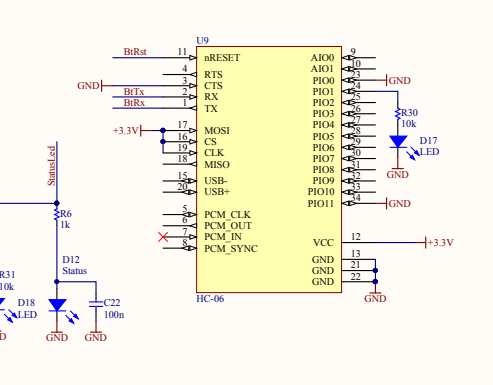 U9
BtRst 11 nRESET AIO0 9
4 RTS AIO1 10
GND 3 CTS PIO0 23 GND
BtTx 2 RX PIO1 24
BtRx 1 TX PIO2 25
PIO3 26
R30
10k
+3.3V 17 MOSI PIO4 27
16 CS PIO5 28
19 CLK PIO6 29
18 MISO PIO7 30
D17
LED
PIO8 31
15 USB- PIO9 32
20 USB+ PIO10 33
GND
5 PCM_CLK PIO11 34 GND
6 PCM_OUT
7 PCM_IN
8 PCM_SYNC VCC 12 +3.3V
GND 13
GND 21
GND 22
HC-06
GND
StatusLed
R6
1k
D12
Status
R31
10k
D18
LED
C22
100n
D
GND
GND